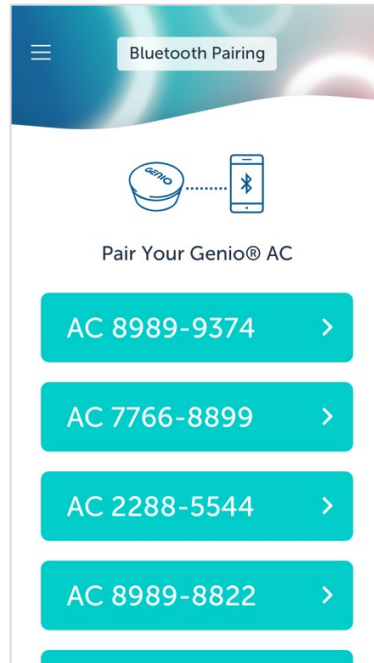 Bluetooth Pairing
GENIO
Pair Your Genio® AC
AC 8989-9374
AC 7766-8899
AC 2288-5544
AC 8989-8822